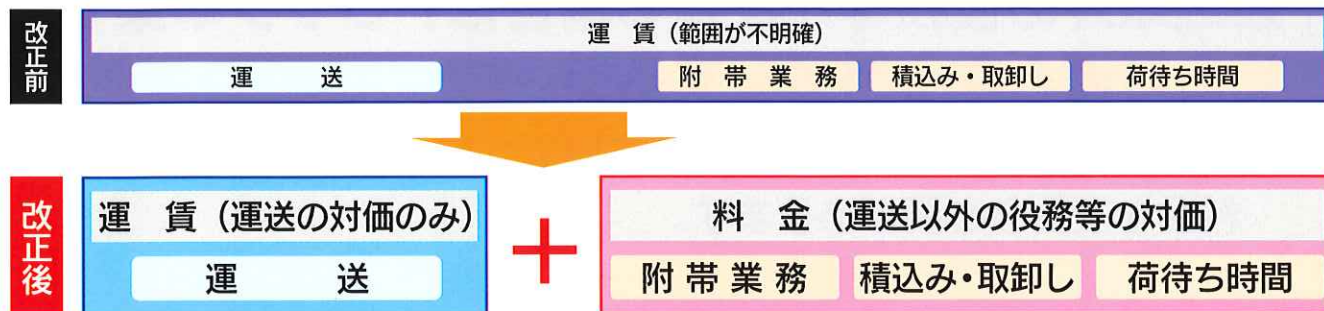 改正前
運 賃（範囲が不明確）
運 送
附 帯 業 務
積込み・取卸し
荷待ち時間
改正後
運 賃（運送の対価のみ）
運 送
＋
料 金（運送以外の役務等の対価）
附 帯 業 務
積込み・取卸し
荷待ち時間